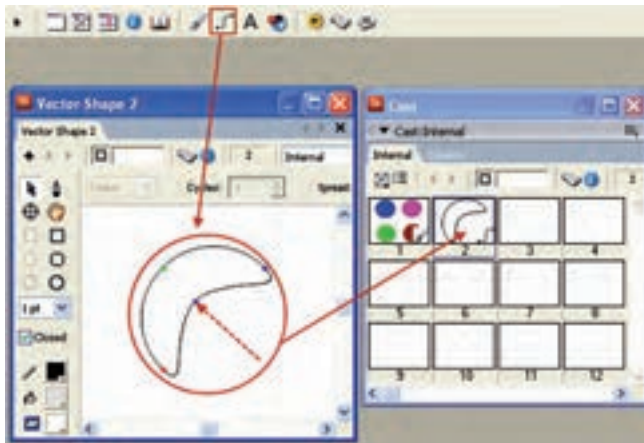 A
Vector Shape 2
Vector Shape 2
2
Internal
Cycles:
Spread
1 pt
Closed
Cast
Cast:Internal
Internal
2
1 2 3 4
5 6 7 8
9 10 11 12